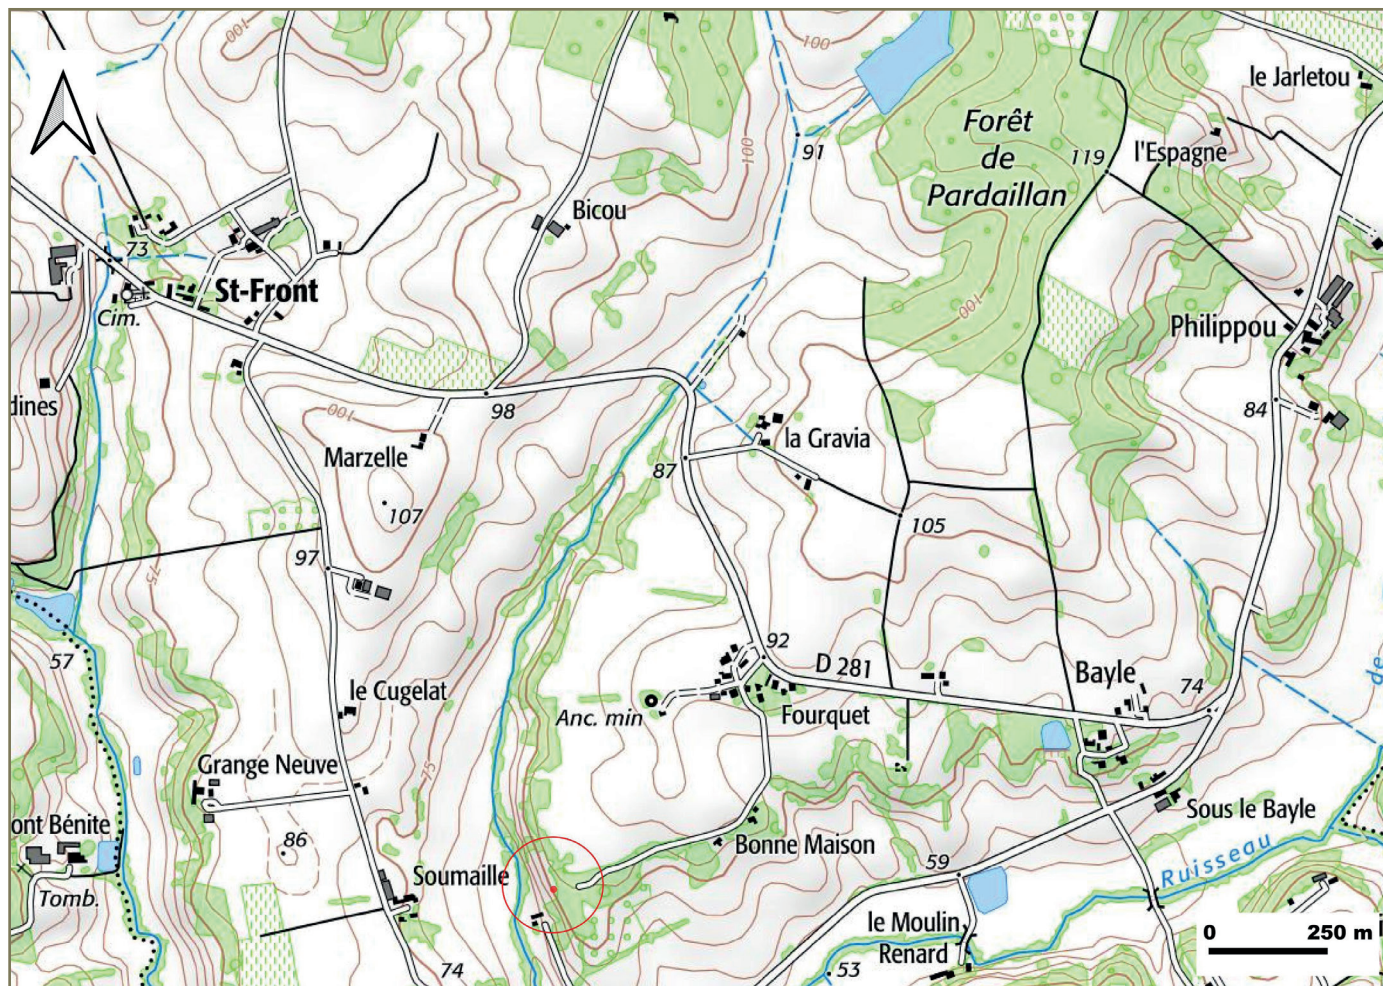 100
100
le Jarletou
Forêt
de
Pardaillan
91
119
l'Espagne
100
Bicou
73
St-Front
Cim.
100
Philippou
dines
98
100
84
Marzelle
la Gravia
87
107
105
97
75
57
92
D 281
Bayle
74
le Cugelat
Anc. min
Fourquet
de
75
Grange Neuve
Sous le Bayle
ont Bénite
86
Bonne Maison
59
Soumaille
Ruisseau
Tomb.
le Moulin
Renard
0 250 m
74
53